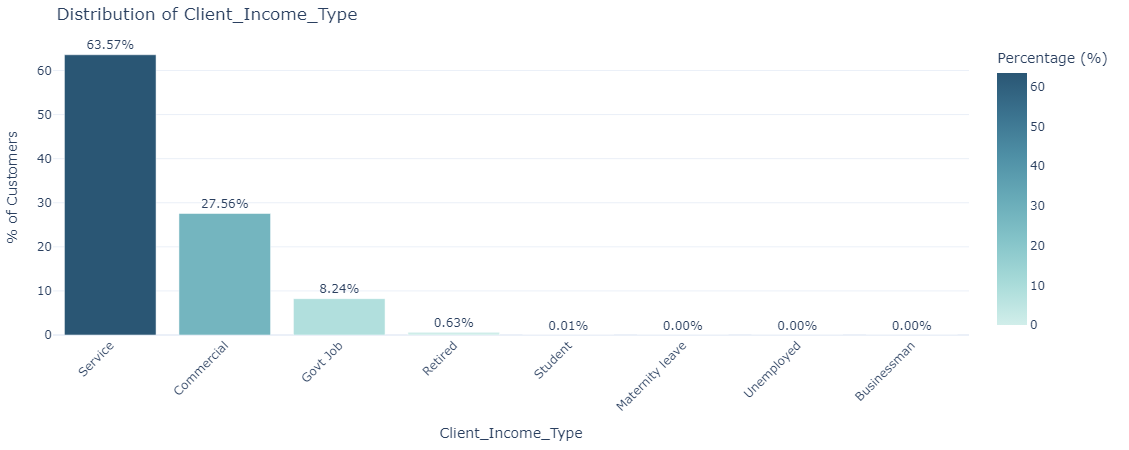 Distribution of Client_Income_Type
63.57%
27.56%
8.24%
0.63%
0.01%
0.00%
0.00%
0.00%
60
50
40
30
20
10
0
% of Customers
Service
Commercial
Govt Job
Retired
Student
Maternity leave
Unemployed
Businessman
Client_Income_Type
Percentage (%)
60
50
40
30
20
10
0